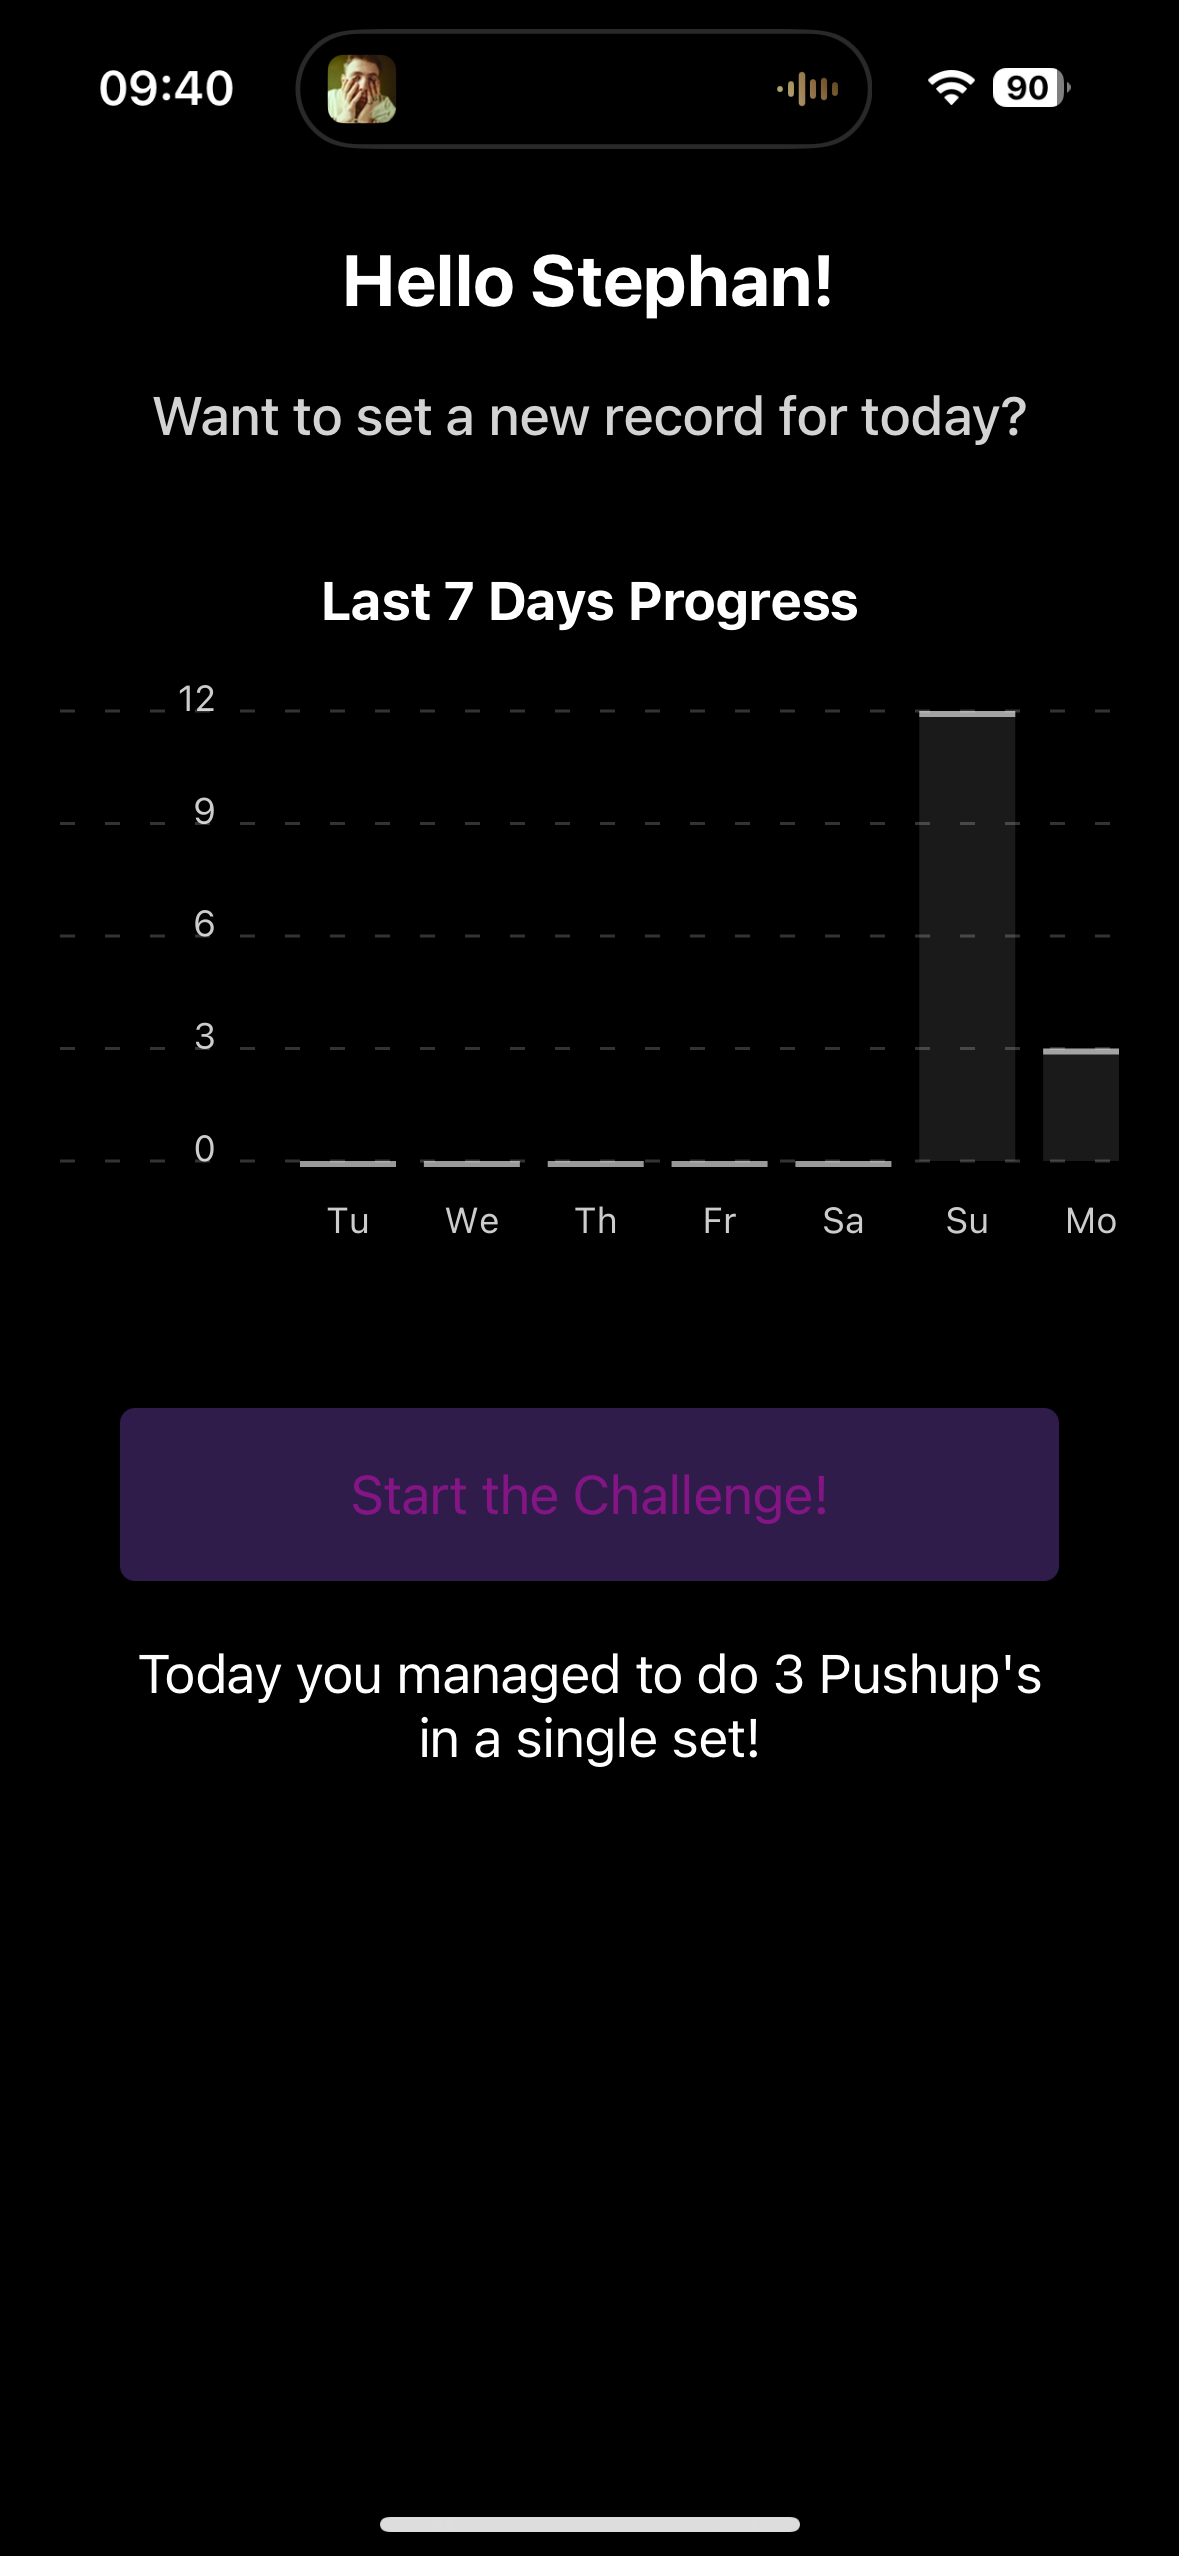 09:40
90
Hello Stephan!
Want to set a new record for today?
Last 7 Days Progress
12
9
6
3
0
Tu We Th Fr Sa Su Mo
Start the Challenge!
Today you managed to do 3 Pushup's
in a single set!